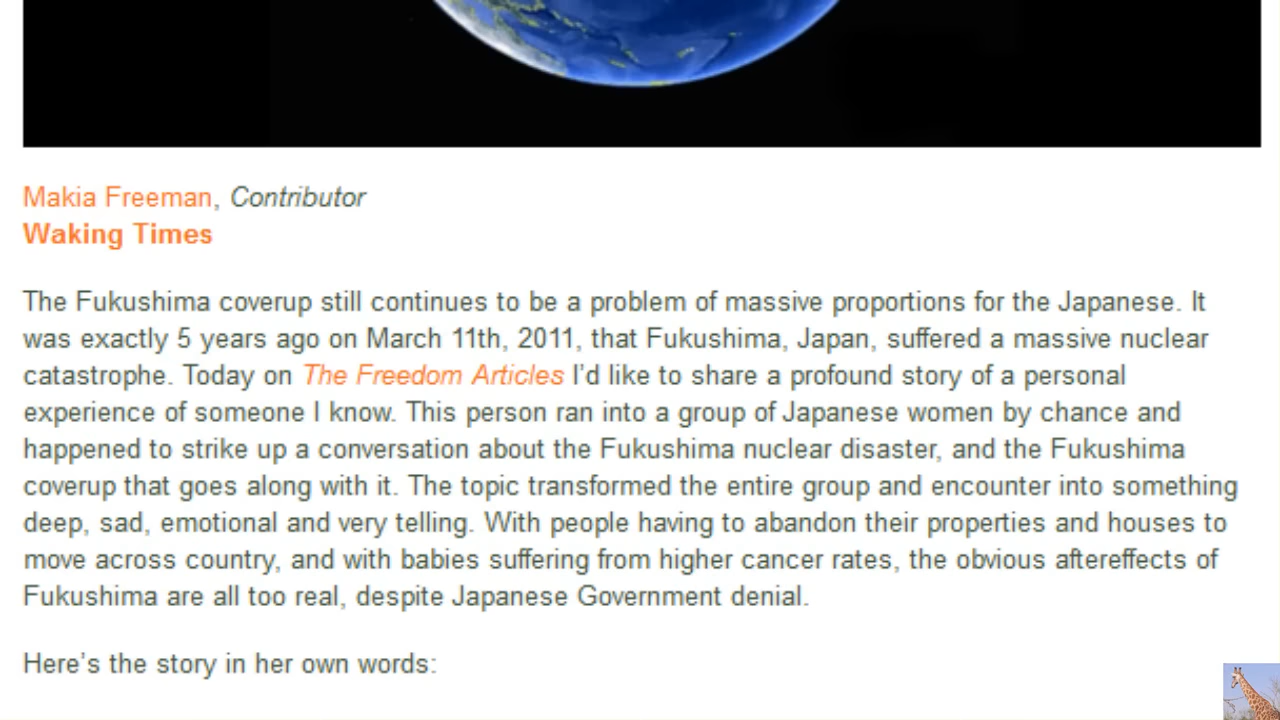 Makia Freeman, Contributor
Waking Times
The Fukushima coverup still continues to be a problem of massive proportions for the Japanese. It
was exactly 5 years ago on March 11th, 2011, that Fukushima, Japan, suffered a massive nuclear
catastrophe. Today on The Freedom Articles I'd like to share a profound story of a personal
experience of someone I know. This person ran into a group of Japanese women by chance and
happened to strike up a conversation about the Fukushima nuclear disaster, and the Fukushima
coverup that goes along with it. The topic transformed the entire group and encounter into something
deep, sad, emotional and very telling. With people having to abandon their properties and houses to
move across country, and with babies suffering from higher cancer rates, the obvious aftereffects of
Fukushima are all too real, despite Japanese Government denial.
Here's the story in her own words: